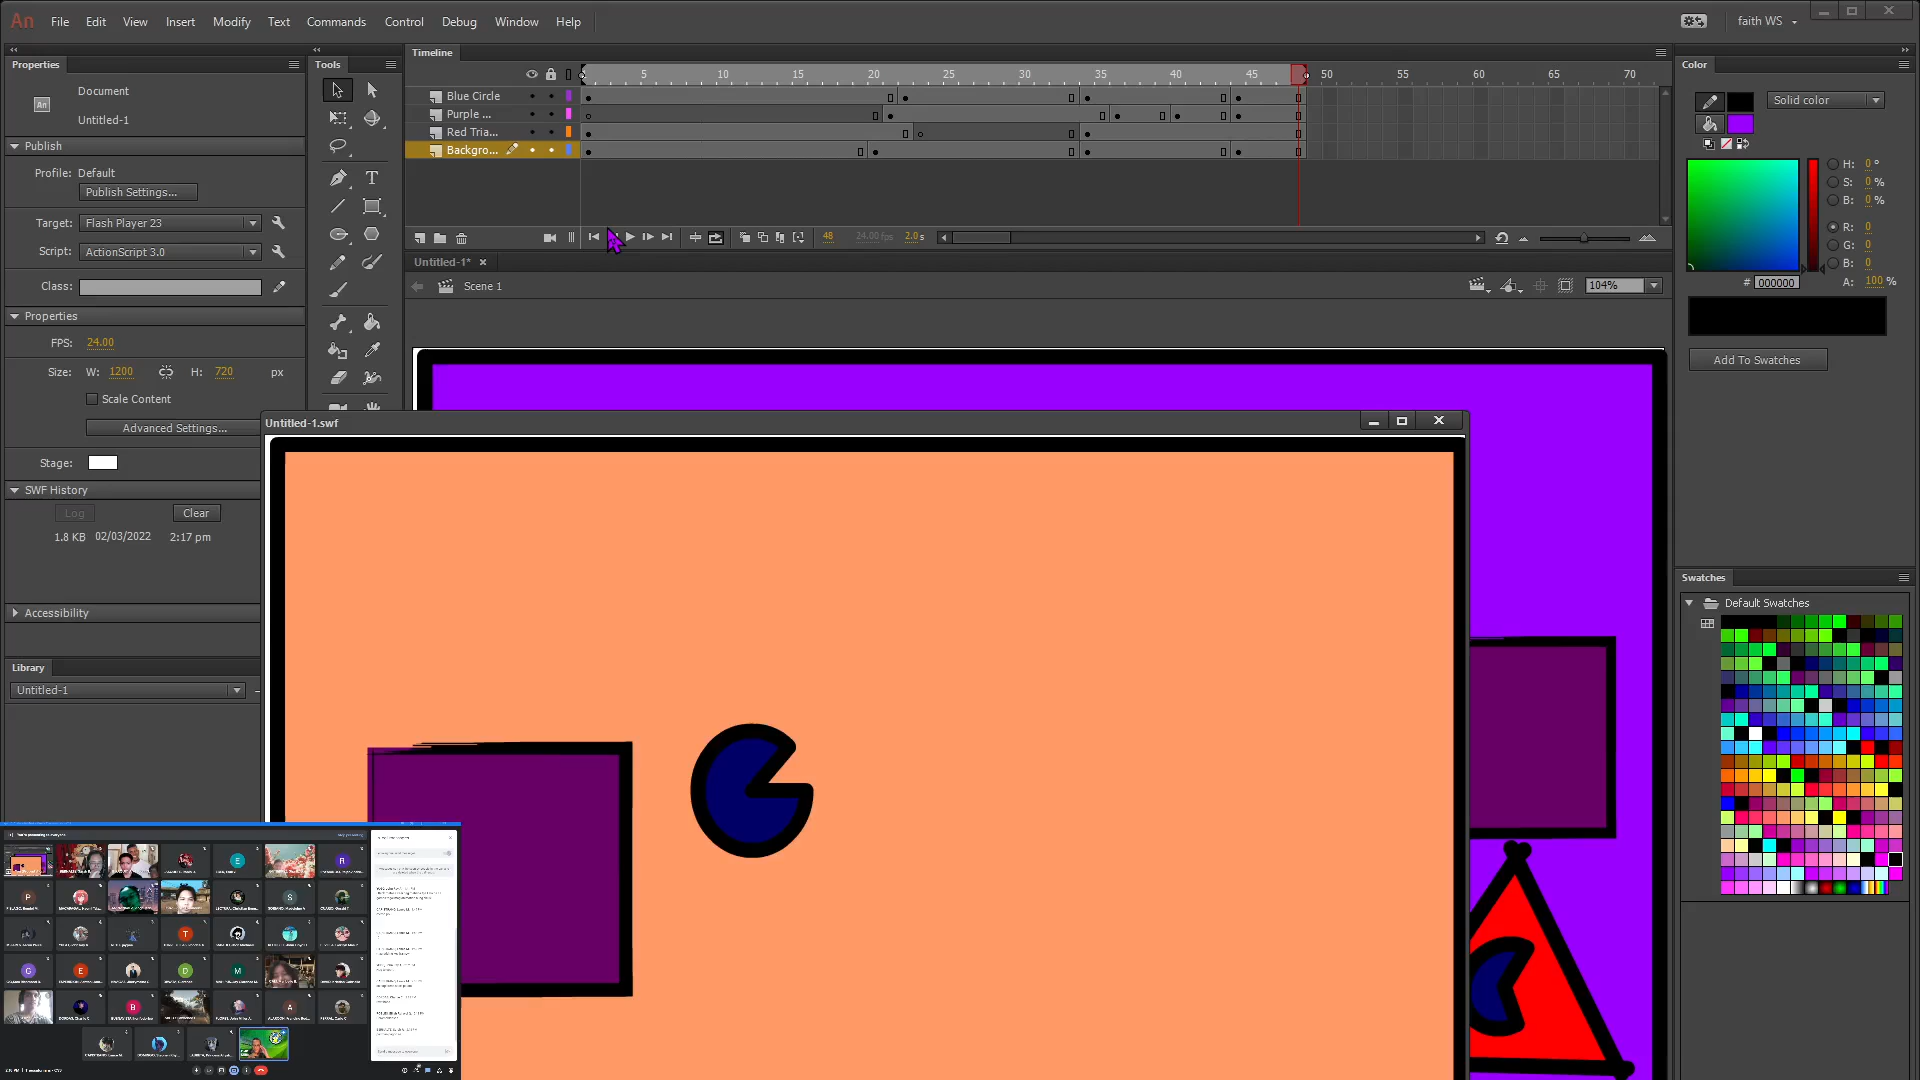 An File Edit View Insert Modify Text Commands Control Debug Window Help
faith WS
Properties
Document
An
Untitled-1
Publish
Profile: Default
Publish Settings...
Target: Flash Player 23
Script: ActionScript 3.0
Class:
Properties
FPS: 24.00
Size: W: 1200 H: 720 px
Scale Content
Advanced Settings...
Stage:
SWF History
Log
Clear
1.8 KB 02/03/2022 2:17 pm
Accessibility
Library
Untitled-1
Tools
Timeline
5 10 15 20 25 30 35 40 45 50 55 60 65 70
Blue Circle
Purple ...
Red Tria...
Backgro...
48 24.00 fps 2.0 s
Untitled-1*
Scene 1
104%
Untitled-1.swf
Color
Solid color
H: 0 °
S: 0 %
B: 0 %
R: 0
G: 0
B: 0
# 000000
A: 100 %
Add To Swatches
Swatches
Default Swatches